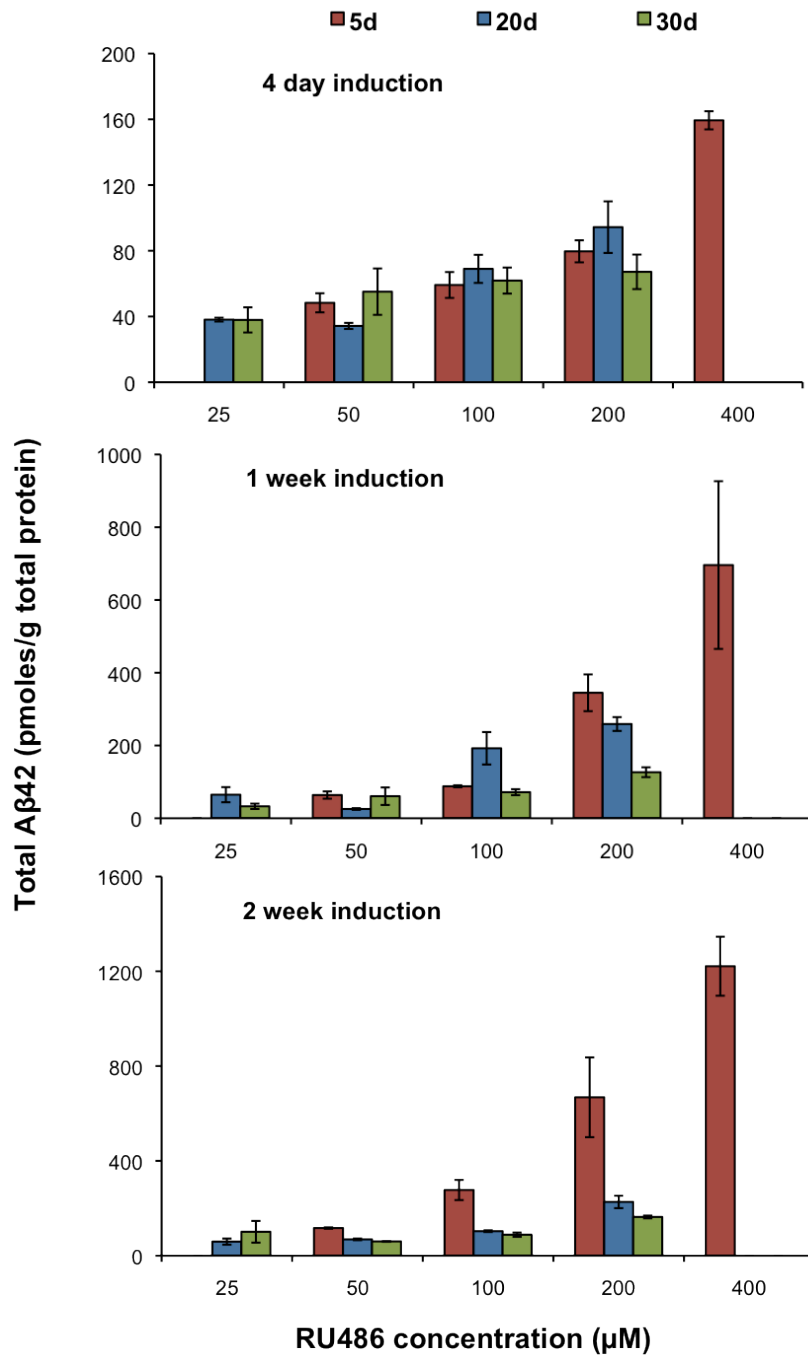 5d 20d 30d
4 day induction
200
160
120
80
40
0
25 50 100 200 400
1 week induction
1000
800
600
400
200
0
25 50 100 200 400
2 week induction
1600
1200
800
400
0
25 50 100 200 400
Total Aβ42 (pmoles/g total protein)
RU486 concentration (μM)